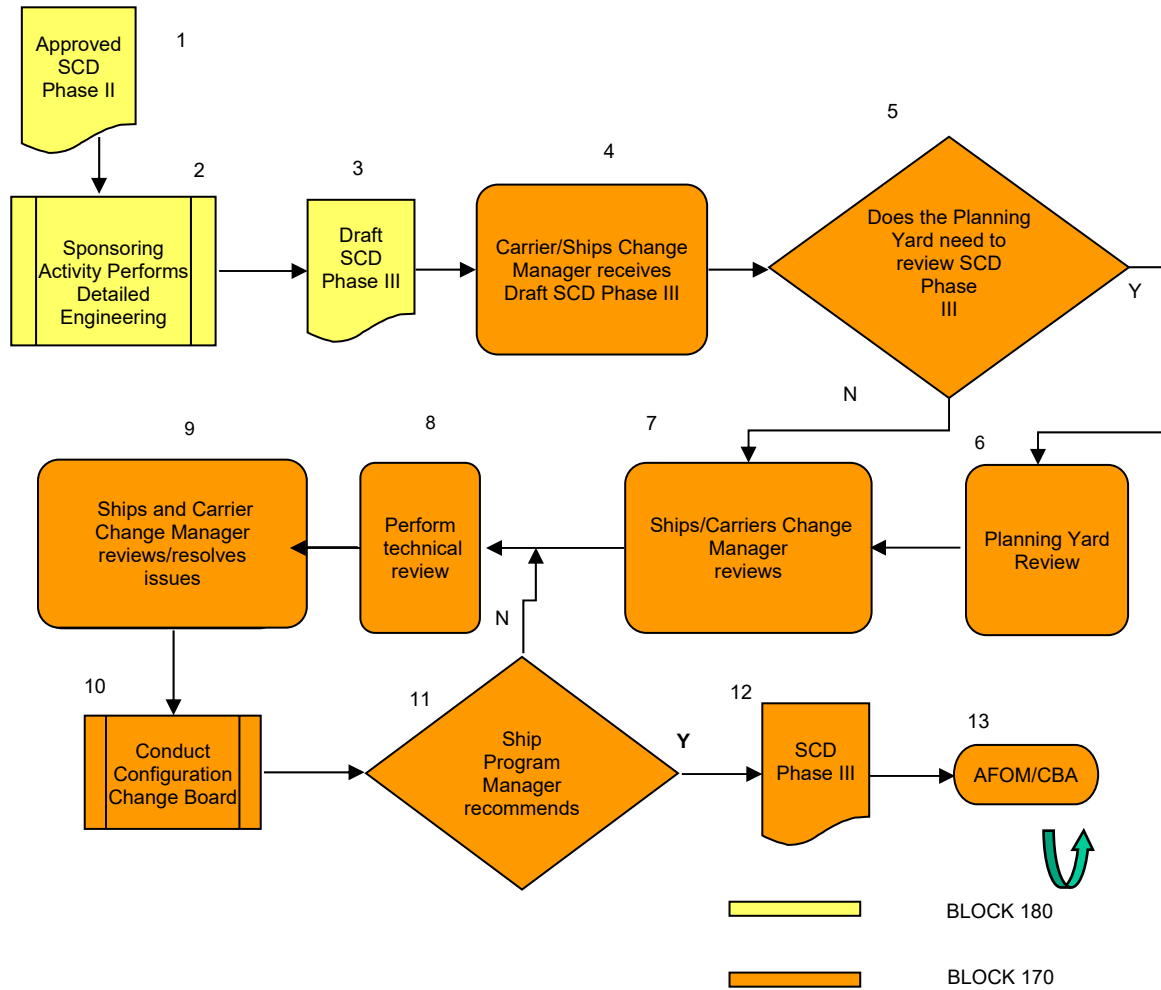 1
Approved
SCD
Phase II
2
Sponsoring
Activity Performs
Detailed
Engineering
3
Draft
SCD
Phase III
4
Carrier/Ships Change
Manager receives
Draft SCD Phase III
5
Does the Planning
Yard need to
review SCD
Phase
III
Y
N
6
Planning Yard
Review
7
Ships/Carriers Change
Manager
reviews
8
Perform
technical
review
9
Ships and Carrier
Change Manager
reviews/resolves
issues
10
Conduct
Configuration
Change Board
11
Ship
Program
Manager
recommends
N
Y
12
SCD
Phase III
13
AFOM/CBA
BLOCK 180
BLOCK 170